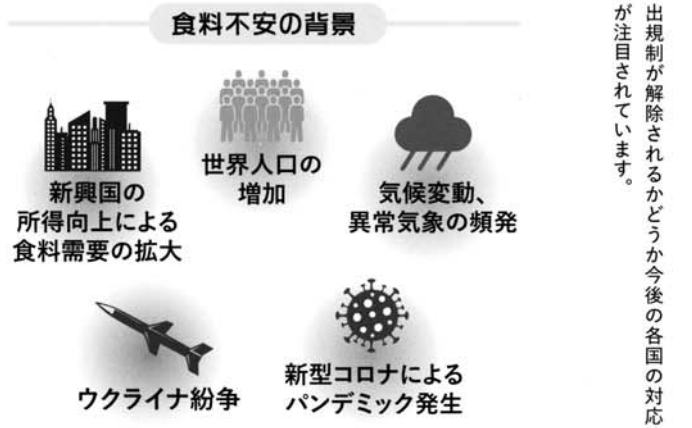 出規制が解除されるかどうか今後の各国の対応
が注目されています。
食料不安の背景
新興国の
所得向上による
食料需要の拡大
世界人口の
増加
気候変動、
異常気象の頻発
ウクライナ紛争
新型コロナによる
パンデミック発生